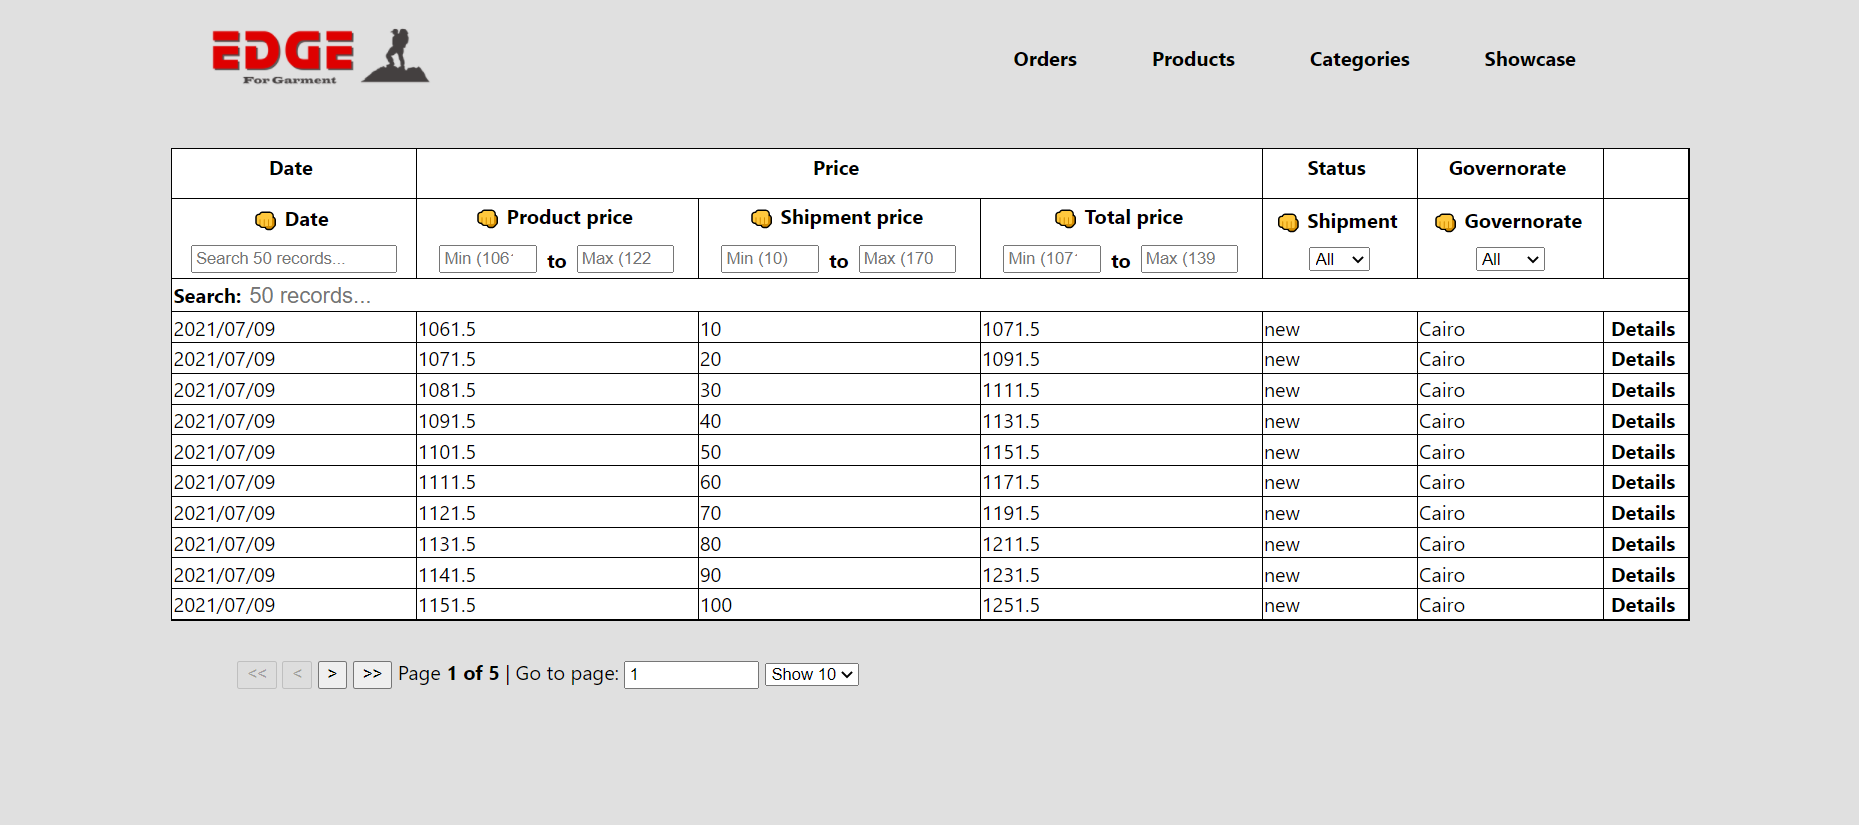 EDGE
For Garment
Orders Products Categories Showcase
Date Price Status Governorate
👊 Date 👊 Product price 👊 Shipment price 👊 Total price 👊 Shipment 👊 Governorate
Search 50 records... Min (106 to Max (122 Min (10) to Max (170 Min (107 to Max (139 All All
Search: 50 records...
2021/07/09 1061.5 10 1071.5 new Cairo Details
2021/07/09 1071.5 20 1091.5 new Cairo Details
2021/07/09 1081.5 30 1111.5 new Cairo Details
2021/07/09 1091.5 40 1131.5 new Cairo Details
2021/07/09 1101.5 50 1151.5 new Cairo Details
2021/07/09 1111.5 60 1171.5 new Cairo Details
2021/07/09 1121.5 70 1191.5 new Cairo Details
2021/07/09 1131.5 80 1211.5 new Cairo Details
2021/07/09 1141.5 90 1231.5 new Cairo Details
2021/07/09 1151.5 100 1251.5 new Cairo Details
<< < > >> Page 1 of 5 | Go to page: 1 Show 10